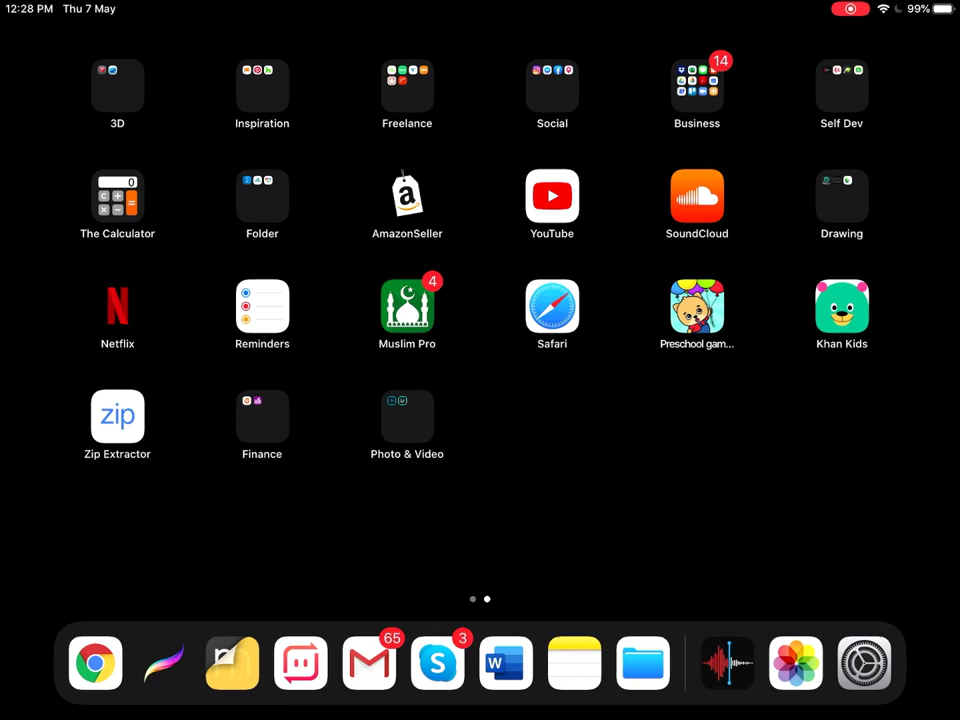 12:28 PM Thu 7 May 99%
14
3D Inspiration Freelance Social Business Self Dev
0
The Calculator Folder AmazonSeller YouTube SoundCloud Drawing
4
Netflix Reminders Muslim Pro Safari Preschool gam... Khan Kids
zip
Zip Extractor Finance Photo & Video
65 3